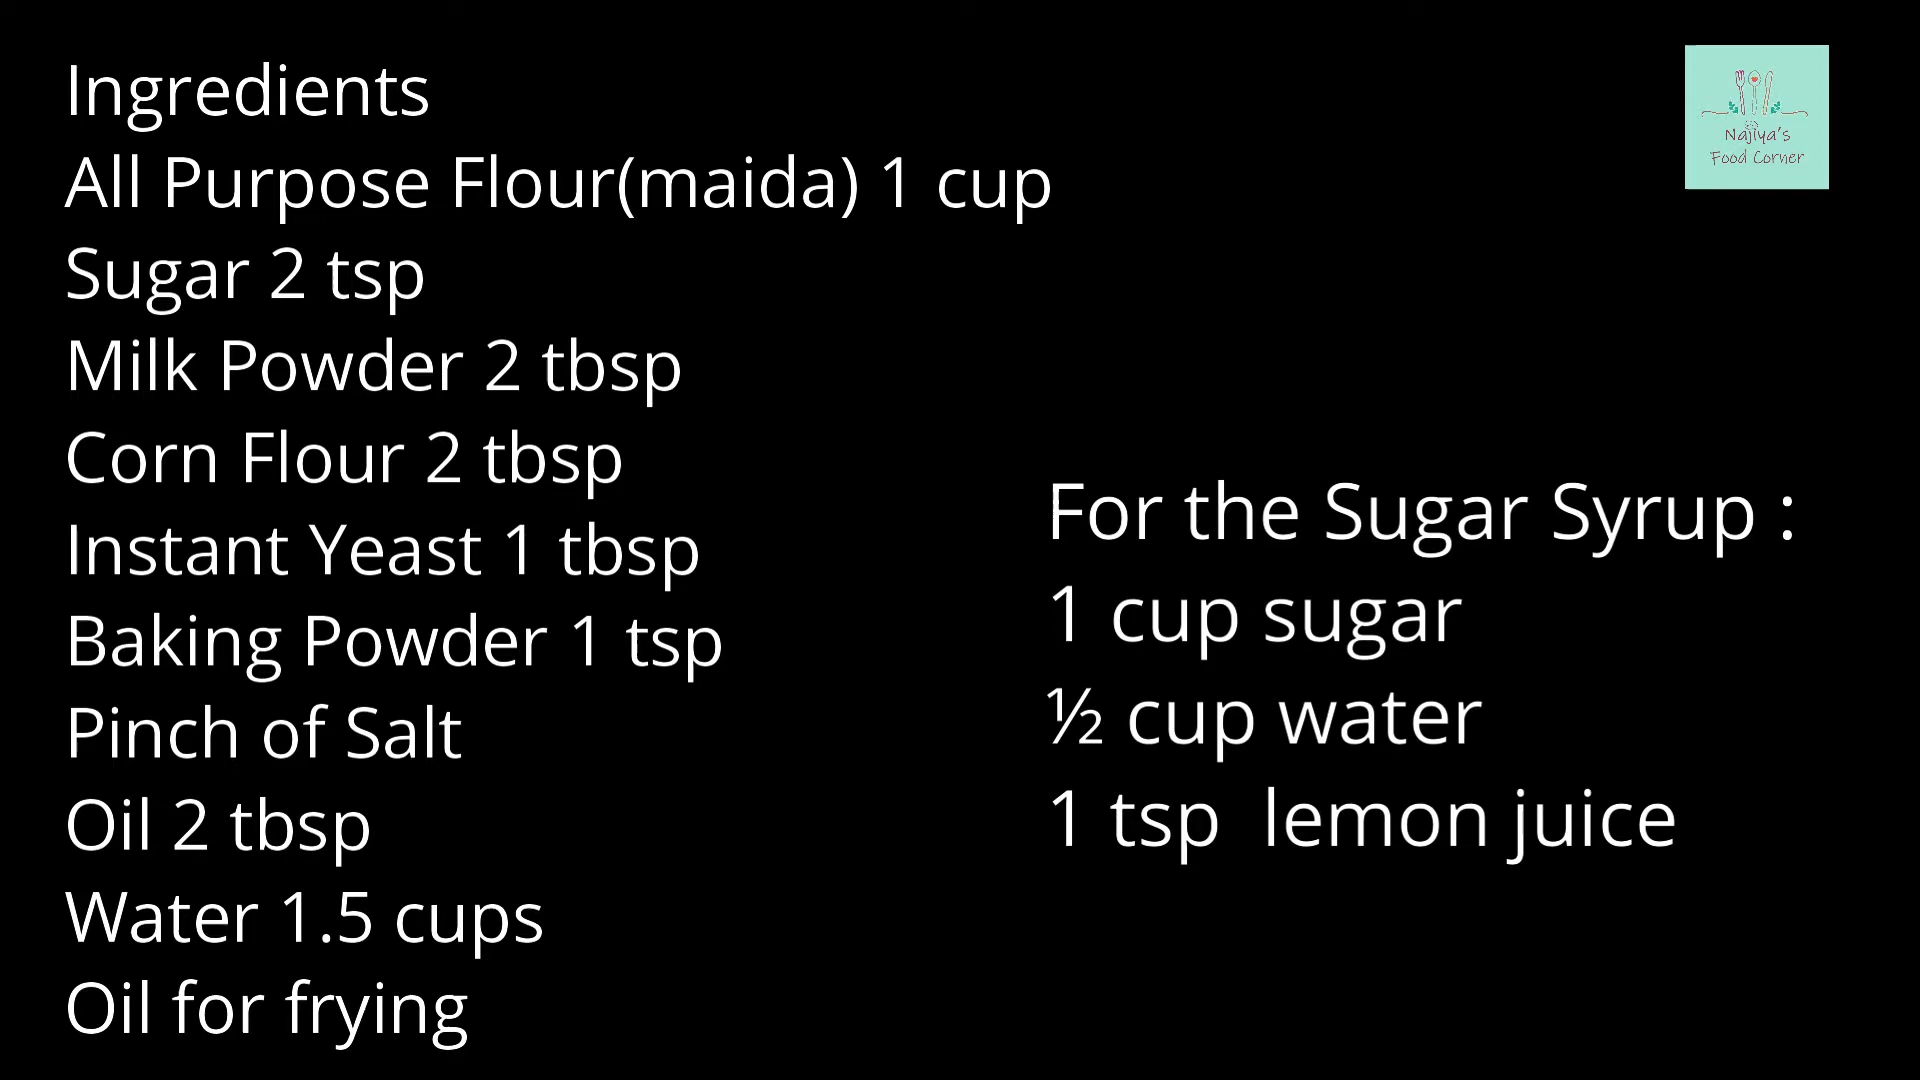 Ingredients
All Purpose Flour(maida) 1 cup
Sugar 2 tsp
Milk Powder 2 tbsp
Corn Flour 2 tbsp
Instant Yeast 1 tbsp
Baking Powder 1 tsp
Pinch of Salt
Oil 2 tbsp
Water 1.5 cups
Oil for frying
For the Sugar Syrup :
1 cup sugar
½ cup water
1 tsp  lemon juice
Najiya's
Food Corner